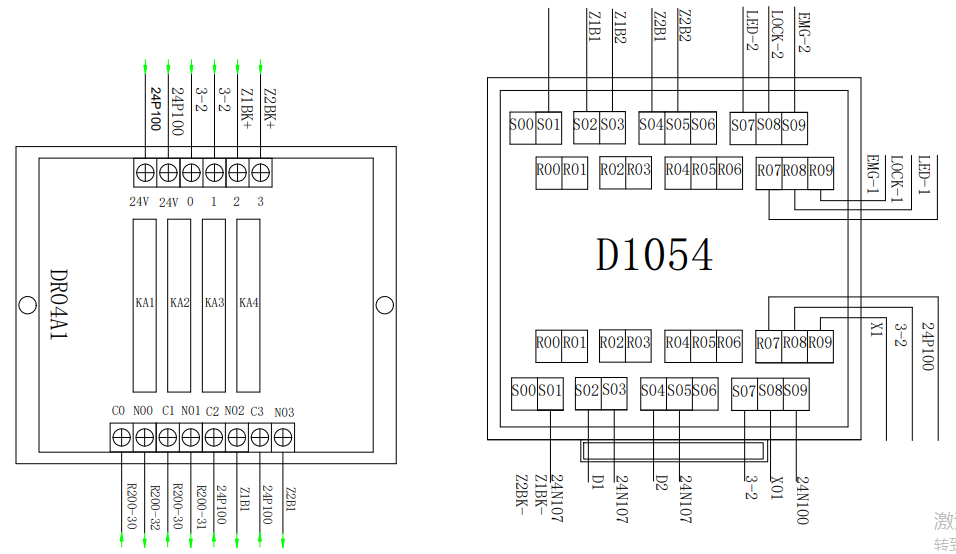 24P100
24P100
3-2
3-2
Z1BK+
Z2BK+
24V 24V 0 1 2 3
DR04A1
KA1 KA2 KA3 KA4
C0 N00 C1 N01 C2 N02 C3 N03
R200-30
R200-32
R200-30
R200-31
24P100
Z1B1
24P100
Z2B1
Z1B1
Z1B2
Z2B1
Z2B2
LED-2
LOCK-2
EMG-2
S00 S01 S02 S03 S04 S05 S06 S07 S08 S09
R00 R01 R02 R03 R04 R05 R06 R07 R08 R09
EMG-1
LOCK-1
LED-1
D1054
X1
3-2
24P100
R00 R01 R02 R03 R04 R05 R06 R07 R08 R09
S00 S01 S02 S03 S04 S05 S06 S07 S08 S09
Z2BK-
Z1BK-
24N107
D1
24N107
D2
24N107
3-2
X01
24N100
激
转到